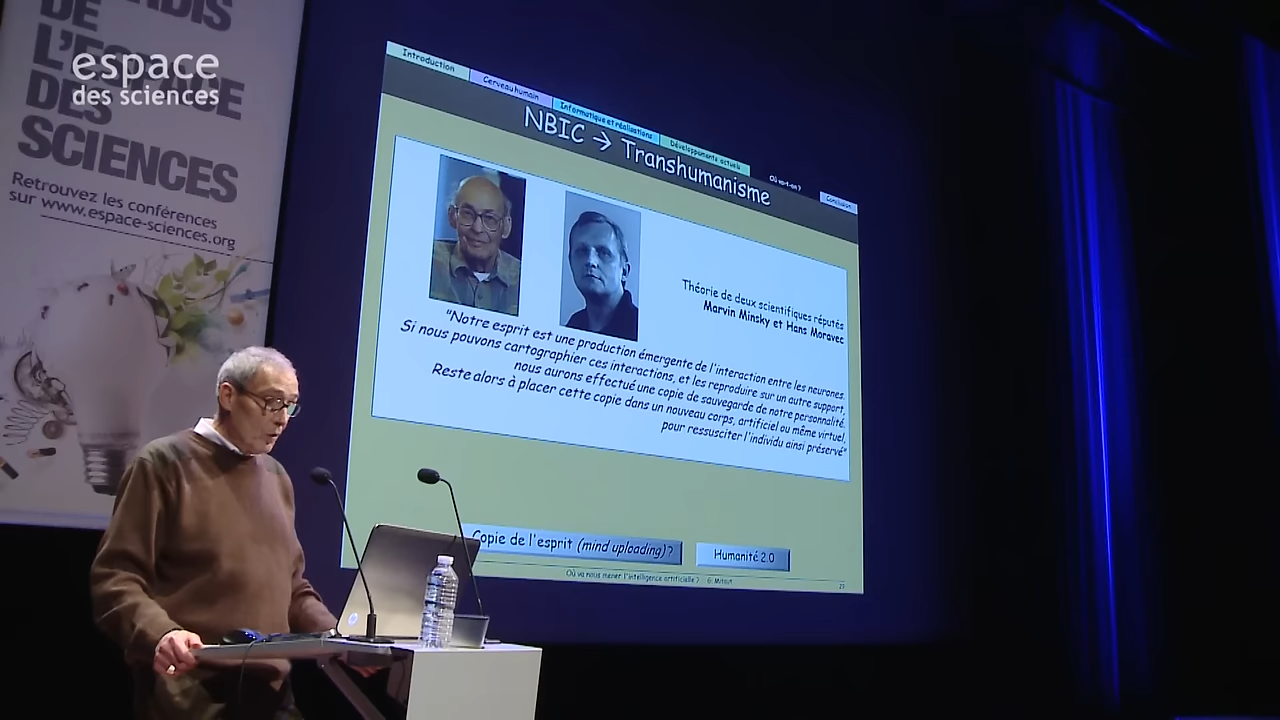 DE
L'ESPACE
DES
SCIENCES
Retrouvez les conférences
sur www.espace-sciences.org
espace
des sciences
Introduction
Cerveau humain
Informatique et réalisations
Développements actuels
Où va-t-on ?
Conclusion
NBIC → Transhumanisme
Théorie de deux scientifiques réputés
Marvin Minsky et Hans Moravec
"Notre esprit est une production émergente de l'interaction entre les neurones.
Si nous pouvons cartographier ces interactions, et les reproduire sur un autre support,
nous aurons effectué une copie de sauvegarde de notre personnalité.
Reste alors à placer cette copie dans un nouveau corps, artificiel ou même virtuel,
pour ressusciter l'individu ainsi préservé"
Copie de l'esprit (mind uploading) ?
Humanité 2.0
Où va nous mener l'intelligence artificielle ? G. Mitaut